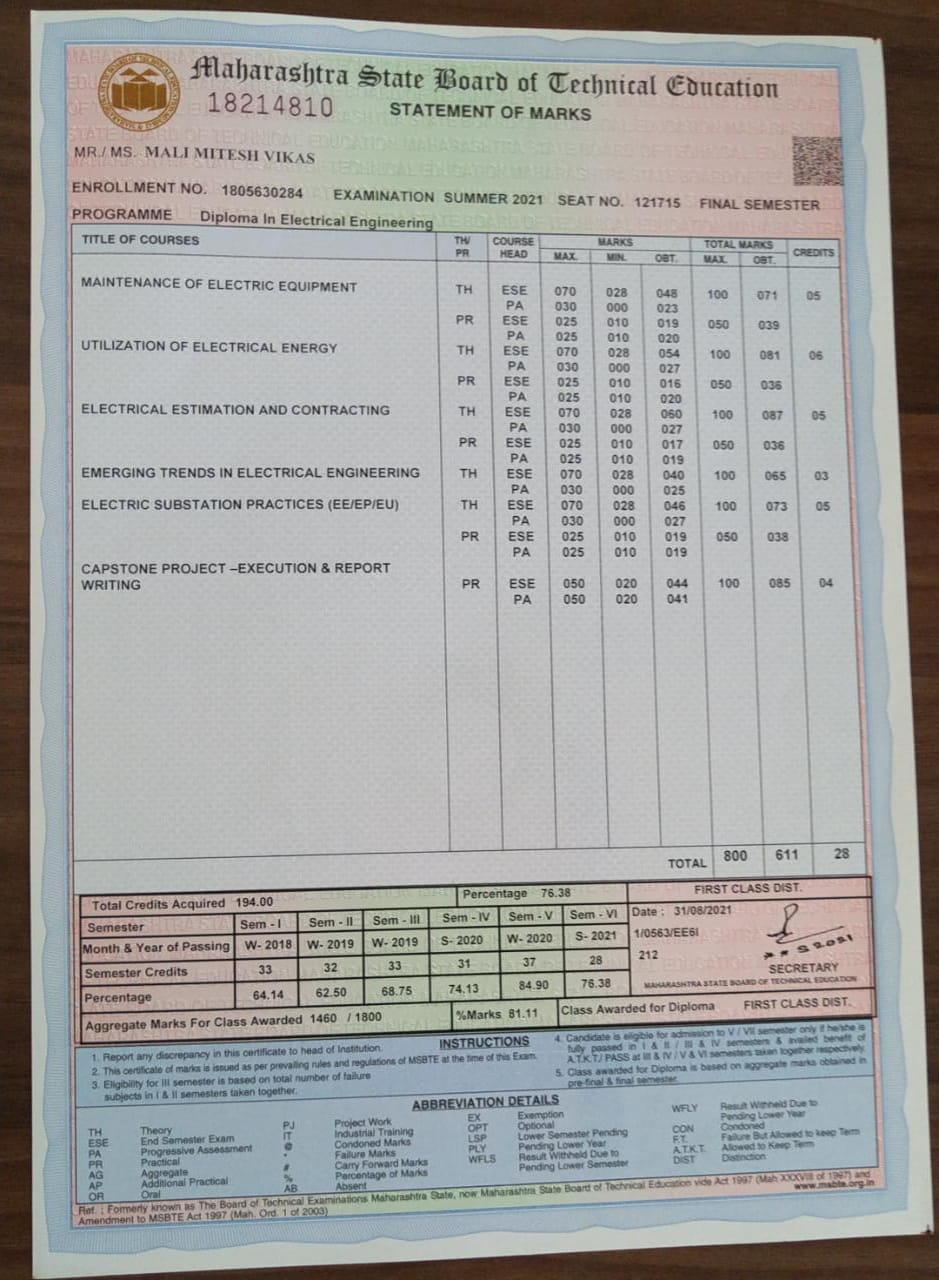 Maharashtra State Board of Technical Education
18214810 STATEMENT OF MARKS
MR./ MS. MALI MITESH VIKAS
ENROLLMENT NO. 1805630284 EXAMINATION SUMMER 2021 SEAT NO. 121715 FINAL SEMESTER
PROGRAMME Diploma In Electrical Engineering
TITLE OF COURSES TH/ PR COURSE HEAD MARKS TOTAL MARKS CREDITS
MAX. MIN. OBT. MAX. OBT.
MAINTENANCE OF ELECTRIC EQUIPMENT TH ESE 070 028 048 100 071 05
PA 030 000 023
PR ESE 025 010 019 050 039
PA 025 010 020
UTILIZATION OF ELECTRICAL ENERGY TH ESE 070 028 054 100 081 06
PA 030 000 027
PR ESE 025 010 016 050 036
PA 025 010 020
ELECTRICAL ESTIMATION AND CONTRACTING TH ESE 070 028 060 100 087 05
PA 030 000 027
PR ESE 025 010 017 050 036
PA 025 010 019
EMERGING TRENDS IN ELECTRICAL ENGINEERING TH ESE 070 028 040 100 065 03
PA 030 000 025
ELECTRIC SUBSTATION PRACTICES (EE/EP/EU) TH ESE 070 028 046 100 073 05
PA 030 000 027
PR ESE 025 010 019 050 038
PA 025 010 019
CAPSTONE PROJECT –EXECUTION & REPORT
WRITING PR ESE 050 020 044 100 085 04
PA 050 020 041
TOTAL 800 611 28
Total Credits Acquired 194.00 Percentage 76.38 FIRST CLASS DIST.
Semester Sem - I Sem - II Sem - III Sem - IV Sem - V Sem - VI Date : 31/08/2021
Month & Year of Passing W- 2018 W- 2019 W- 2019 S- 2020 W- 2020 S- 2021 1/0563/EE6I
Semester Credits 33 32 33 31 37 28 212
SECRETARY
Percentage 64.14 62.50 68.75 74.13 84.90 76.38 MAHARASHTRA STATE BOARD OF TECHNICAL EDUCATION
Aggregate Marks For Class Awarded 1460 / 1800 %Marks 81.11 Class Awarded for Diploma FIRST CLASS DIST.
INSTRUCTIONS
1. Report any discrepancy in this certificate to head of Institution.
2. This certificate of marks is issued as per prevailing rules and regulations of MSBTE at the time of this Exam.
3. Eligibility for III semester is based on total number of failure
subjects in I & II semesters taken together.
4. Candidate is eligible for admission to V / VII semester only if he/she is
fully passed in I & II / III & IV semesters & availed benefit of
A.T.K.T./ PASS at III & IV / V & VI semesters taken together respectively.
5. Class awarded for Diploma is based on aggregate marks obtained in
pre-final & final semester.
ABBREVIATION DETAILS
TH Theory
ESE End Semester Exam
PA Progressive Assessment
PR Practical
AG Aggregate
AP Additional Practical
OR Oral
PJ Project Work
IT Industrial Training
@ Condoned Marks
* Failure Marks
# Carry Forward Marks
% Percentage of Marks
AB Absent
EX Exemption
OPT Optional
LSP Lower Semester Pending
PLY Pending Lower Year
WFLS Result Withheld Due to
Pending Lower Semester
WFLY Result Withheld Due to
Pending Lower Year
CON Condoned
F.T. Failure But Allowed to keep Term
A.T.K.T. Allowed to Keep Term
DIST Distinction
Ref. : Formerly known as The Board of Technical Examinations Maharashtra State, now Maharashtra State Board of Technical Education vide Act 1997 (Mah XXXVIII of 1997) and
Amendment to MSBTE Act 1997 (Mah. Ord. 1 of 2003) www.msbte.org.in